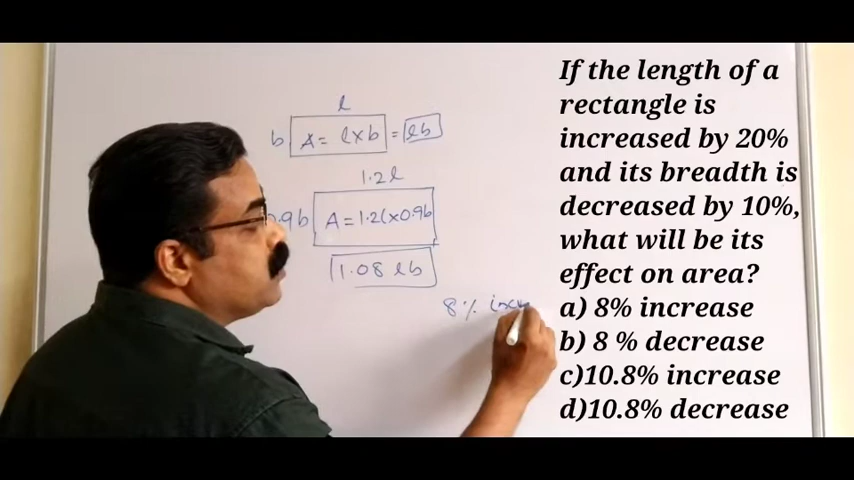 l
b A = l x b = lb
1.2l
0.9b A = 1.2l x 0.9b
1.08 lb
8%
If the length of a
rectangle is
increased by 20%
and its breadth is
decreased by 10%,
what will be its
effect on area?
a) 8% increase
b) 8 % decrease
c)10.8% increase
d)10.8% decrease